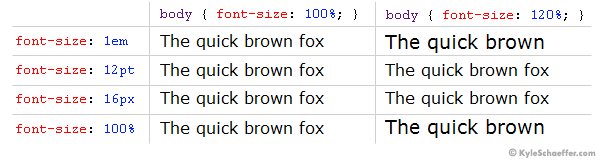 body { font-size: 100%; } body { font-size: 120%; }
font-size: 1em The quick brown fox The quick brown
font-size: 12pt The quick brown fox The quick brown fox
font-size: 16px The quick brown fox The quick brown fox
font-size: 100% The quick brown fox The quick brown
© KyleSchaeffer.com